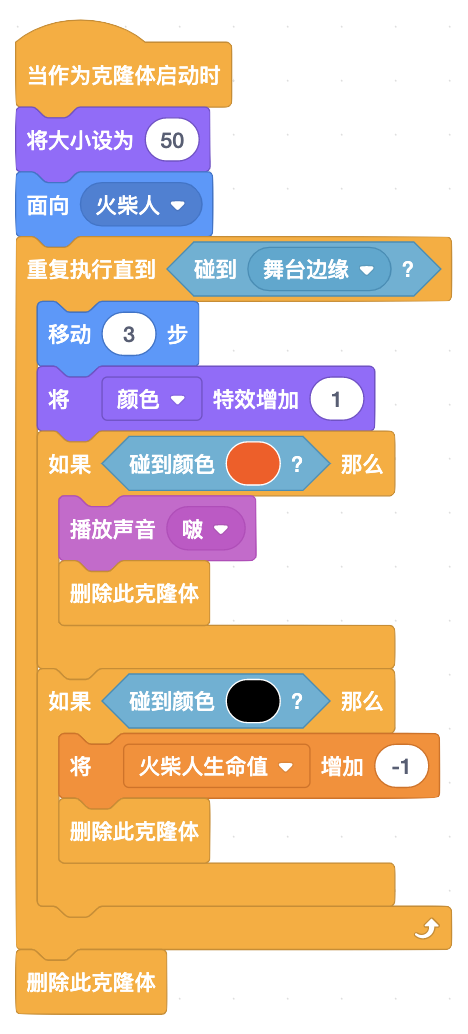 当作为克隆体启动时
将大小设为 50
面向 火柴人
重复执行直到 碰到 舞台边缘 ?
移动 3 步
将 颜色 特效增加 1
如果 碰到颜色 ? 那么
播放声音 啵
删除此克隆体
如果 碰到颜色 ? 那么
将 火柴人生命值 增加 -1
删除此克隆体
删除此克隆体